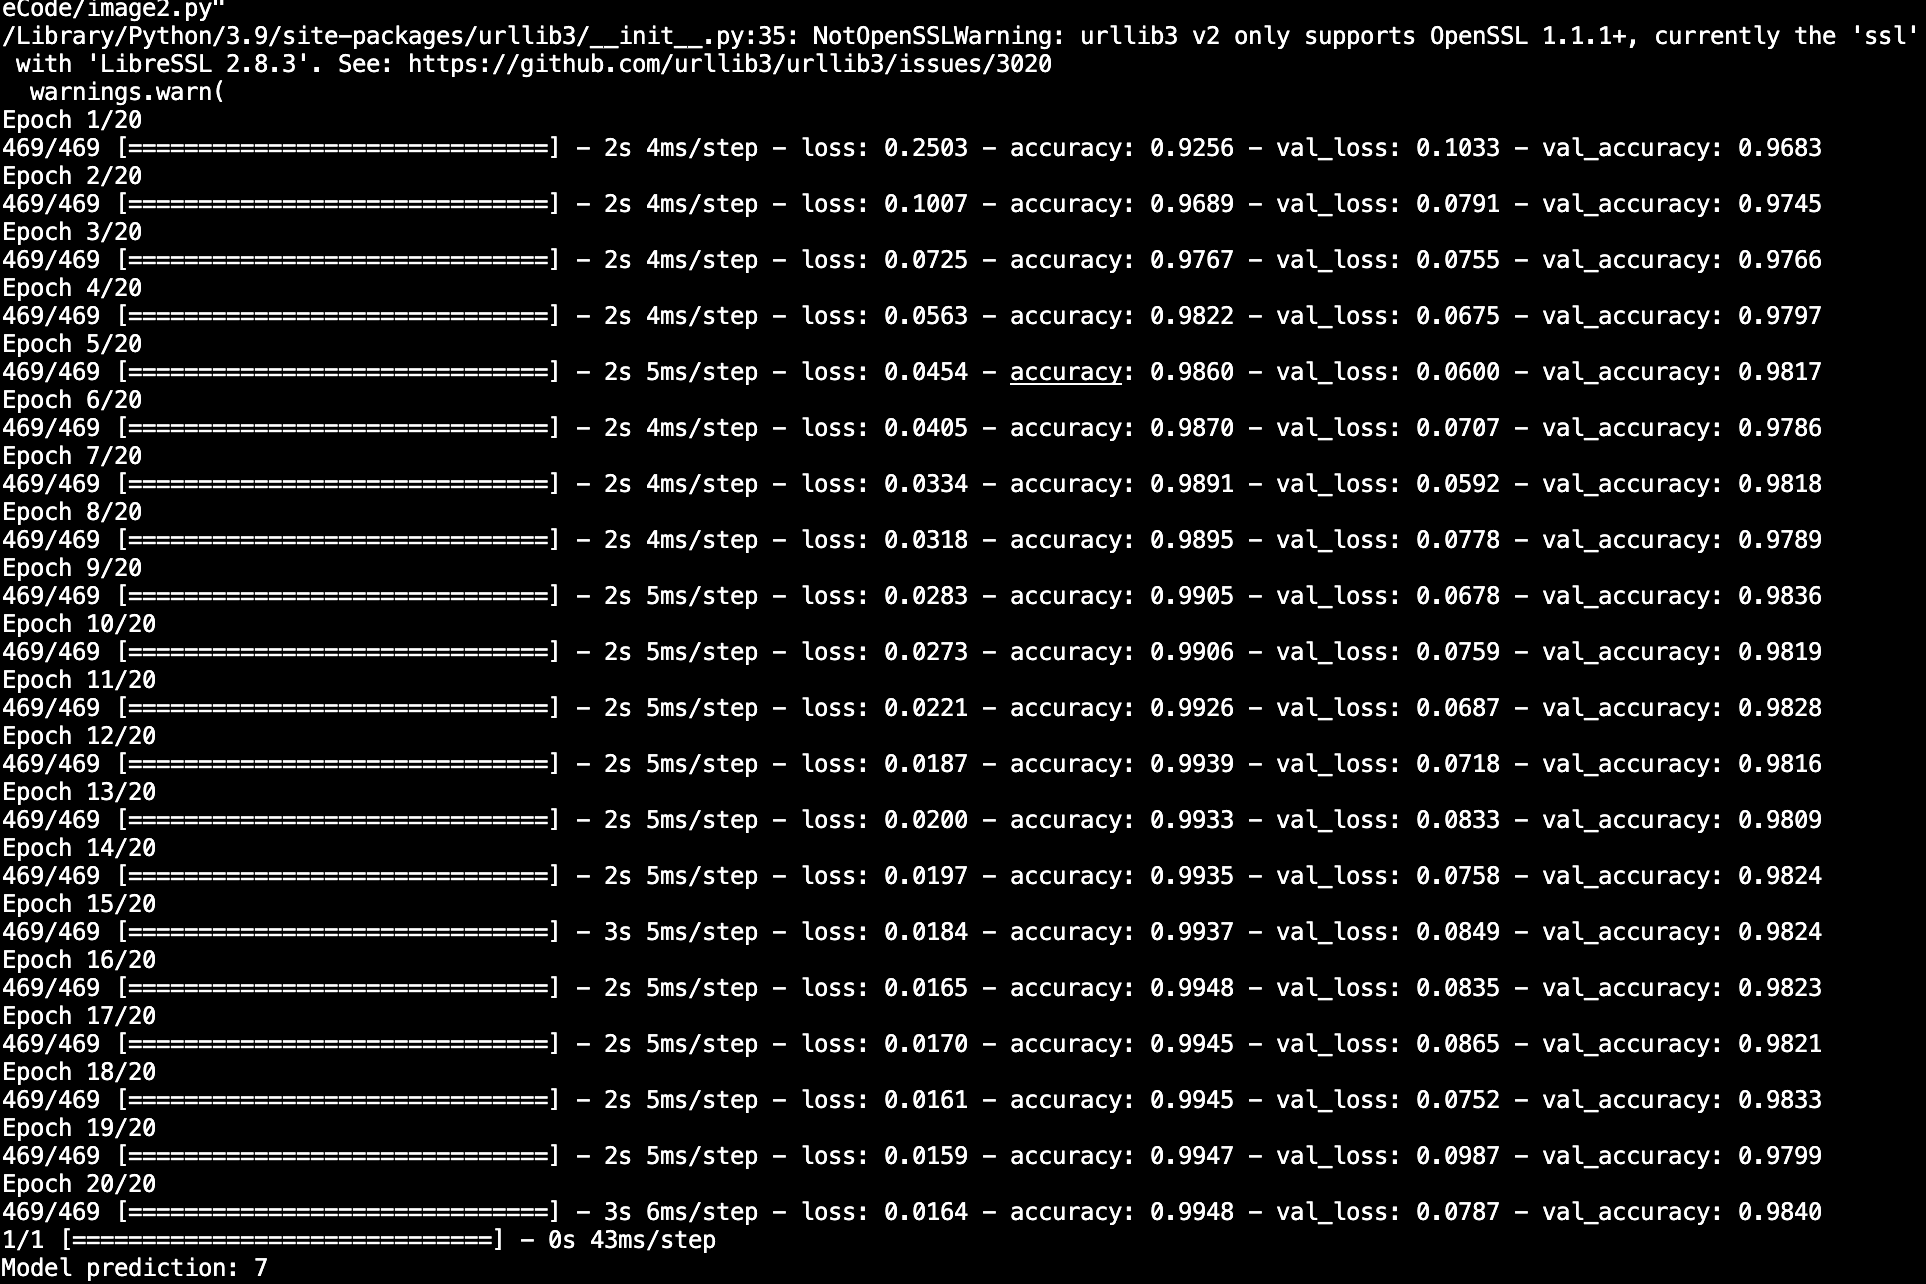 eCode/image2.py"
/Library/Python/3.9/site-packages/urllib3/__init__.py:35: NotOpenSSLWarning: urllib3 v2 only supports OpenSSL 1.1.1+, currently the 'ssl'
 with 'LibreSSL 2.8.3'. See: https://github.com/urllib3/urllib3/issues/3020
  warnings.warn(
Epoch 1/20
469/469 [==============================] - 2s 4ms/step - loss: 0.2503 - accuracy: 0.9256 - val_loss: 0.1033 - val_accuracy: 0.9683
Epoch 2/20
469/469 [==============================] - 2s 4ms/step - loss: 0.1007 - accuracy: 0.9689 - val_loss: 0.0791 - val_accuracy: 0.9745
Epoch 3/20
469/469 [==============================] - 2s 4ms/step - loss: 0.0725 - accuracy: 0.9767 - val_loss: 0.0755 - val_accuracy: 0.9766
Epoch 4/20
469/469 [==============================] - 2s 4ms/step - loss: 0.0563 - accuracy: 0.9822 - val_loss: 0.0675 - val_accuracy: 0.9797
Epoch 5/20
469/469 [==============================] - 2s 5ms/step - loss: 0.0454 - accuracy: 0.9860 - val_loss: 0.0600 - val_accuracy: 0.9817
Epoch 6/20
469/469 [==============================] - 2s 4ms/step - loss: 0.0405 - accuracy: 0.9870 - val_loss: 0.0707 - val_accuracy: 0.9786
Epoch 7/20
469/469 [==============================] - 2s 4ms/step - loss: 0.0334 - accuracy: 0.9891 - val_loss: 0.0592 - val_accuracy: 0.9818
Epoch 8/20
469/469 [==============================] - 2s 4ms/step - loss: 0.0318 - accuracy: 0.9895 - val_loss: 0.0778 - val_accuracy: 0.9789
Epoch 9/20
469/469 [==============================] - 2s 5ms/step - loss: 0.0283 - accuracy: 0.9905 - val_loss: 0.0678 - val_accuracy: 0.9836
Epoch 10/20
469/469 [==============================] - 2s 5ms/step - loss: 0.0273 - accuracy: 0.9906 - val_loss: 0.0759 - val_accuracy: 0.9819
Epoch 11/20
469/469 [==============================] - 2s 5ms/step - loss: 0.0221 - accuracy: 0.9926 - val_loss: 0.0687 - val_accuracy: 0.9828
Epoch 12/20
469/469 [==============================] - 2s 5ms/step - loss: 0.0187 - accuracy: 0.9939 - val_loss: 0.0718 - val_accuracy: 0.9816
Epoch 13/20
469/469 [==============================] - 2s 5ms/step - loss: 0.0200 - accuracy: 0.9933 - val_loss: 0.0833 - val_accuracy: 0.9809
Epoch 14/20
469/469 [==============================] - 2s 5ms/step - loss: 0.0197 - accuracy: 0.9935 - val_loss: 0.0758 - val_accuracy: 0.9824
Epoch 15/20
469/469 [==============================] - 3s 5ms/step - loss: 0.0184 - accuracy: 0.9937 - val_loss: 0.0849 - val_accuracy: 0.9824
Epoch 16/20
469/469 [==============================] - 2s 5ms/step - loss: 0.0165 - accuracy: 0.9948 - val_loss: 0.0835 - val_accuracy: 0.9823
Epoch 17/20
469/469 [==============================] - 2s 5ms/step - loss: 0.0170 - accuracy: 0.9945 - val_loss: 0.0865 - val_accuracy: 0.9821
Epoch 18/20
469/469 [==============================] - 2s 5ms/step - loss: 0.0161 - accuracy: 0.9945 - val_loss: 0.0752 - val_accuracy: 0.9833
Epoch 19/20
469/469 [==============================] - 2s 5ms/step - loss: 0.0159 - accuracy: 0.9947 - val_loss: 0.0987 - val_accuracy: 0.9799
Epoch 20/20
469/469 [==============================] - 3s 6ms/step - loss: 0.0164 - accuracy: 0.9948 - val_loss: 0.0787 - val_accuracy: 0.9840
1/1 [==============================] - 0s 43ms/step
Model prediction: 7